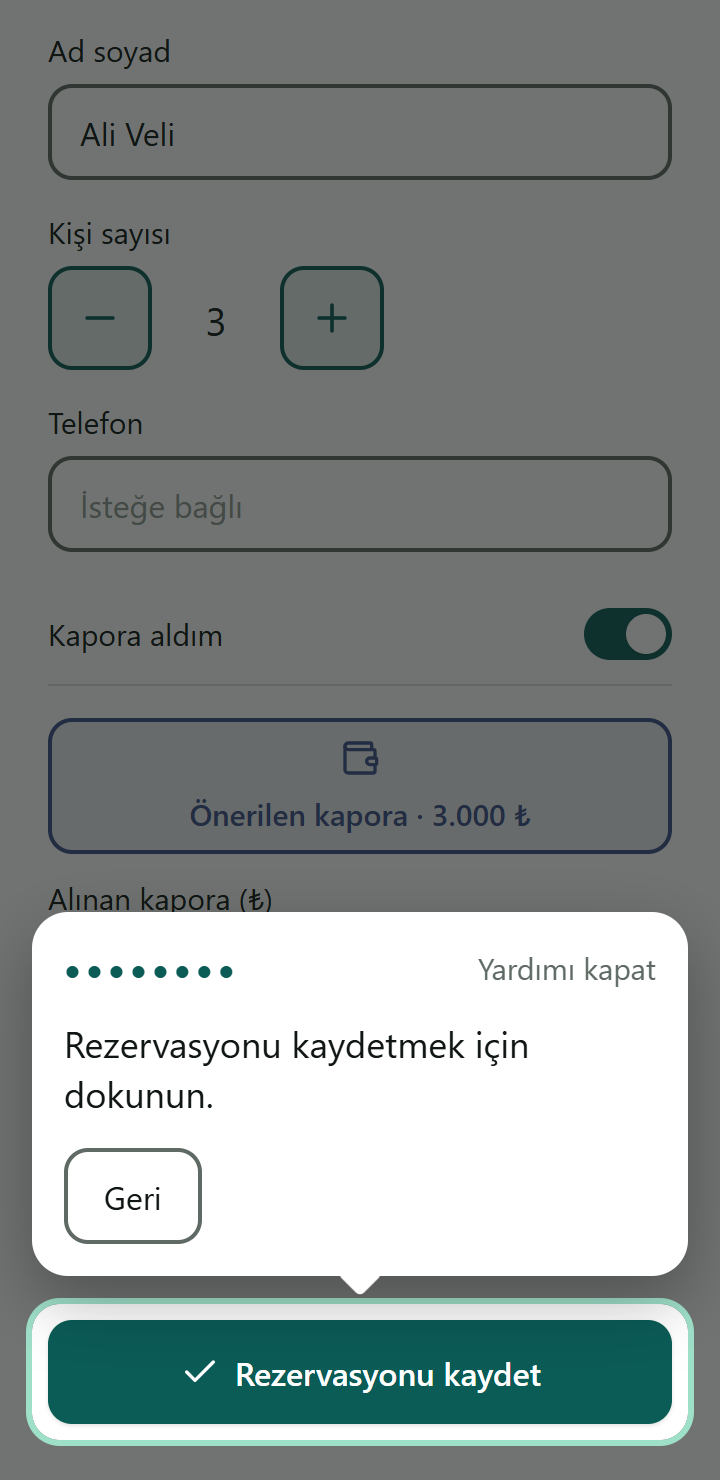 Ad soyad
Ali Veli
Kişi sayısı
3
Telefon
İsteğe bağlı
Kapora aldım
Önerilen kapora · 3.000 ₺
Alınan kapora (₺)
Yardımı kapat
Rezervasyonu kaydetmek için
dokunun.
Geri
Rezervasyonu kaydet